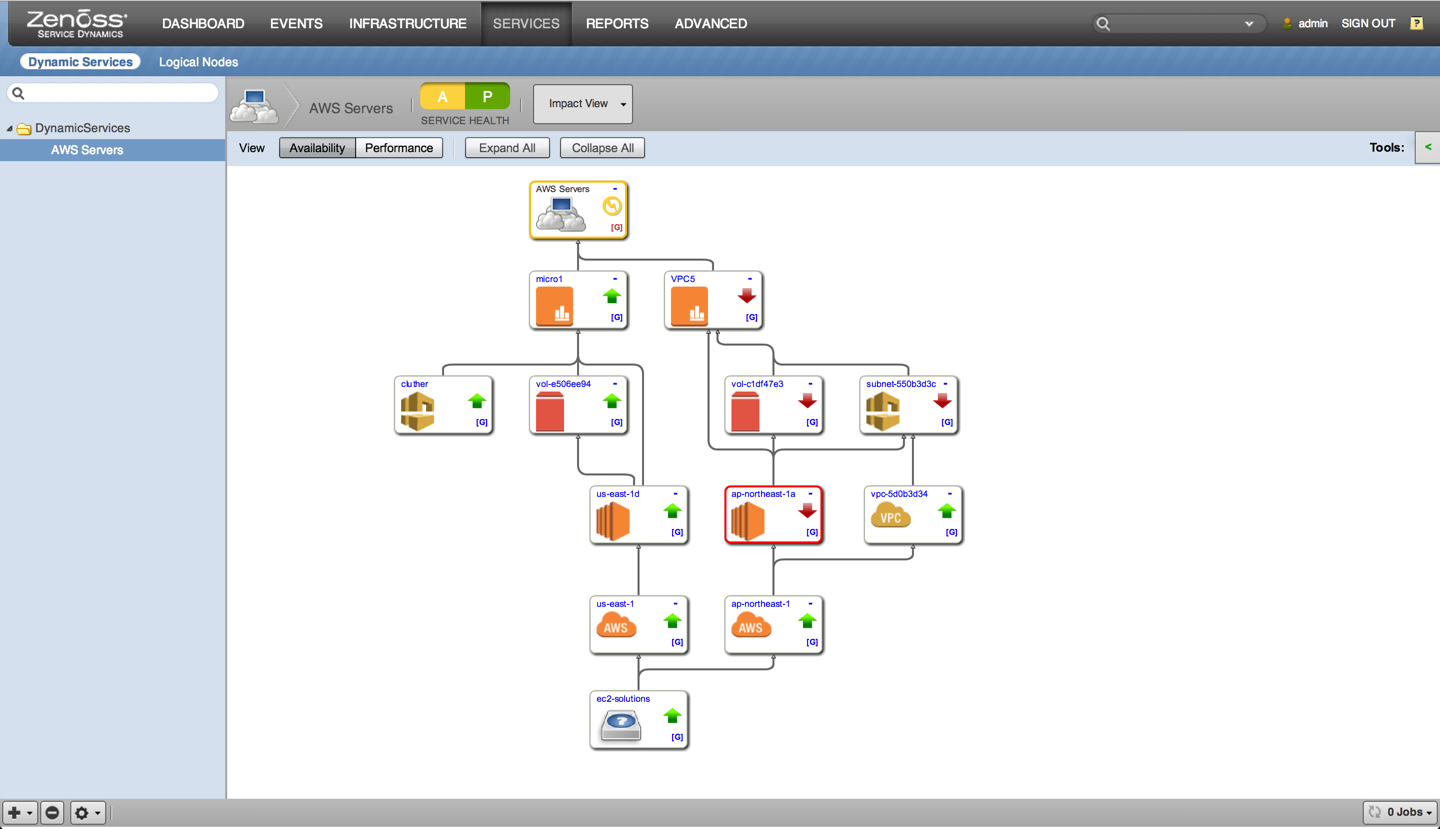 Zenoss
SERVICE DYNAMICS
DASHBOARD EVENTS INFRASTRUCTURE SERVICES REPORTS ADVANCED
admin SIGN OUT ?
Dynamic Services Logical Nodes
AWS Servers
A P
SERVICE HEALTH
Impact View
DynamicServices
AWS Servers
View Availability Performance Expand All Collapse All
Tools: <
AWS Servers -
[G]
micro1 -
[G]
VPC5 -
[G]
cluther
[G]
vol-e506ee94 -
[G]
vol-c1df47e3 -
[G]
subnet-550b3d3c -
[G]
us-east-1d -
[G]
ap-northeast-1a -
[G]
vpc-5d0b3d34 -
VPC
[G]
us-east-1 -
AWS
[G]
ap-northeast-1 -
AWS
[G]
ec2-solutions
?
[G]
0 Jobs